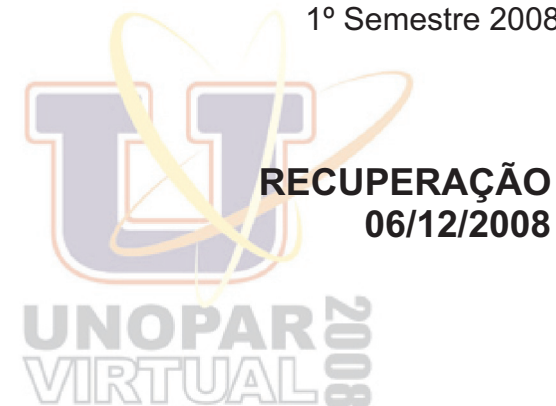 1º Semestre 2008
RECUPERAÇÃO
06/12/2008
UNOPAR
VIRTUAL
2008